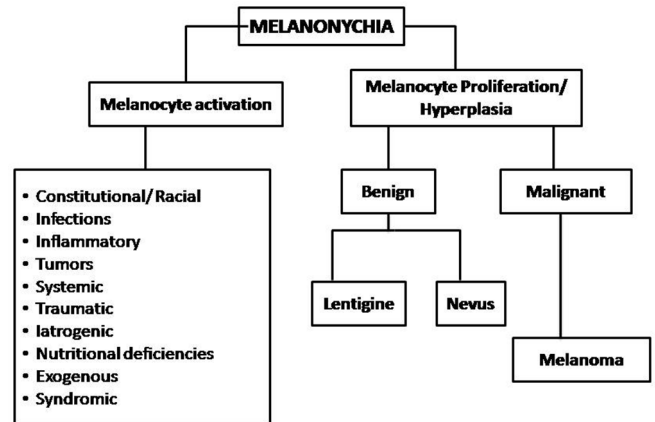 MELANONYCHIA
Melanocyte activation
Melanocyte Proliferation/
Hyperplasia
• Constitutional/ Racial
• Infections
• Inflammatory
• Tumors
• Systemic
• Traumatic
• Iatrogenic
• Nutritional deficiencies
• Exogenous
• Syndromic
Benign
Malignant
Lentigine
Nevus
Melanoma